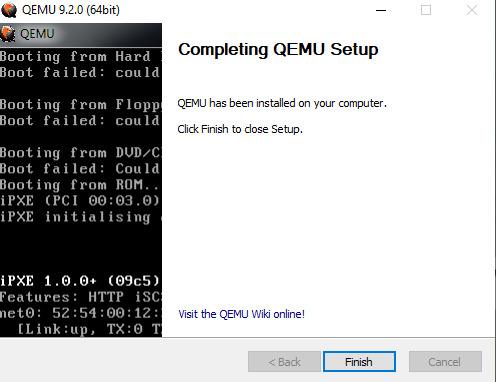 QEMU 9.2.0 (64bit)
QEMU
Booting from Hard
Boot failed: could
Booting from Flopp
Boot failed: could
Booting from DVD/C
Boot failed: Could
Booting from ROM..
iPXE (PCI 00:03.0)
iPXE initialising
iPXE 1.0.0+ (09c5)
Features: HTTP iSC
net0: 52:54:00:12:
[Link:up, TX:0 T
Completing QEMU Setup
QEMU has been installed on your computer.
Click Finish to close Setup.
Visit the QEMU Wiki online!
< Back
Finish
Cancel